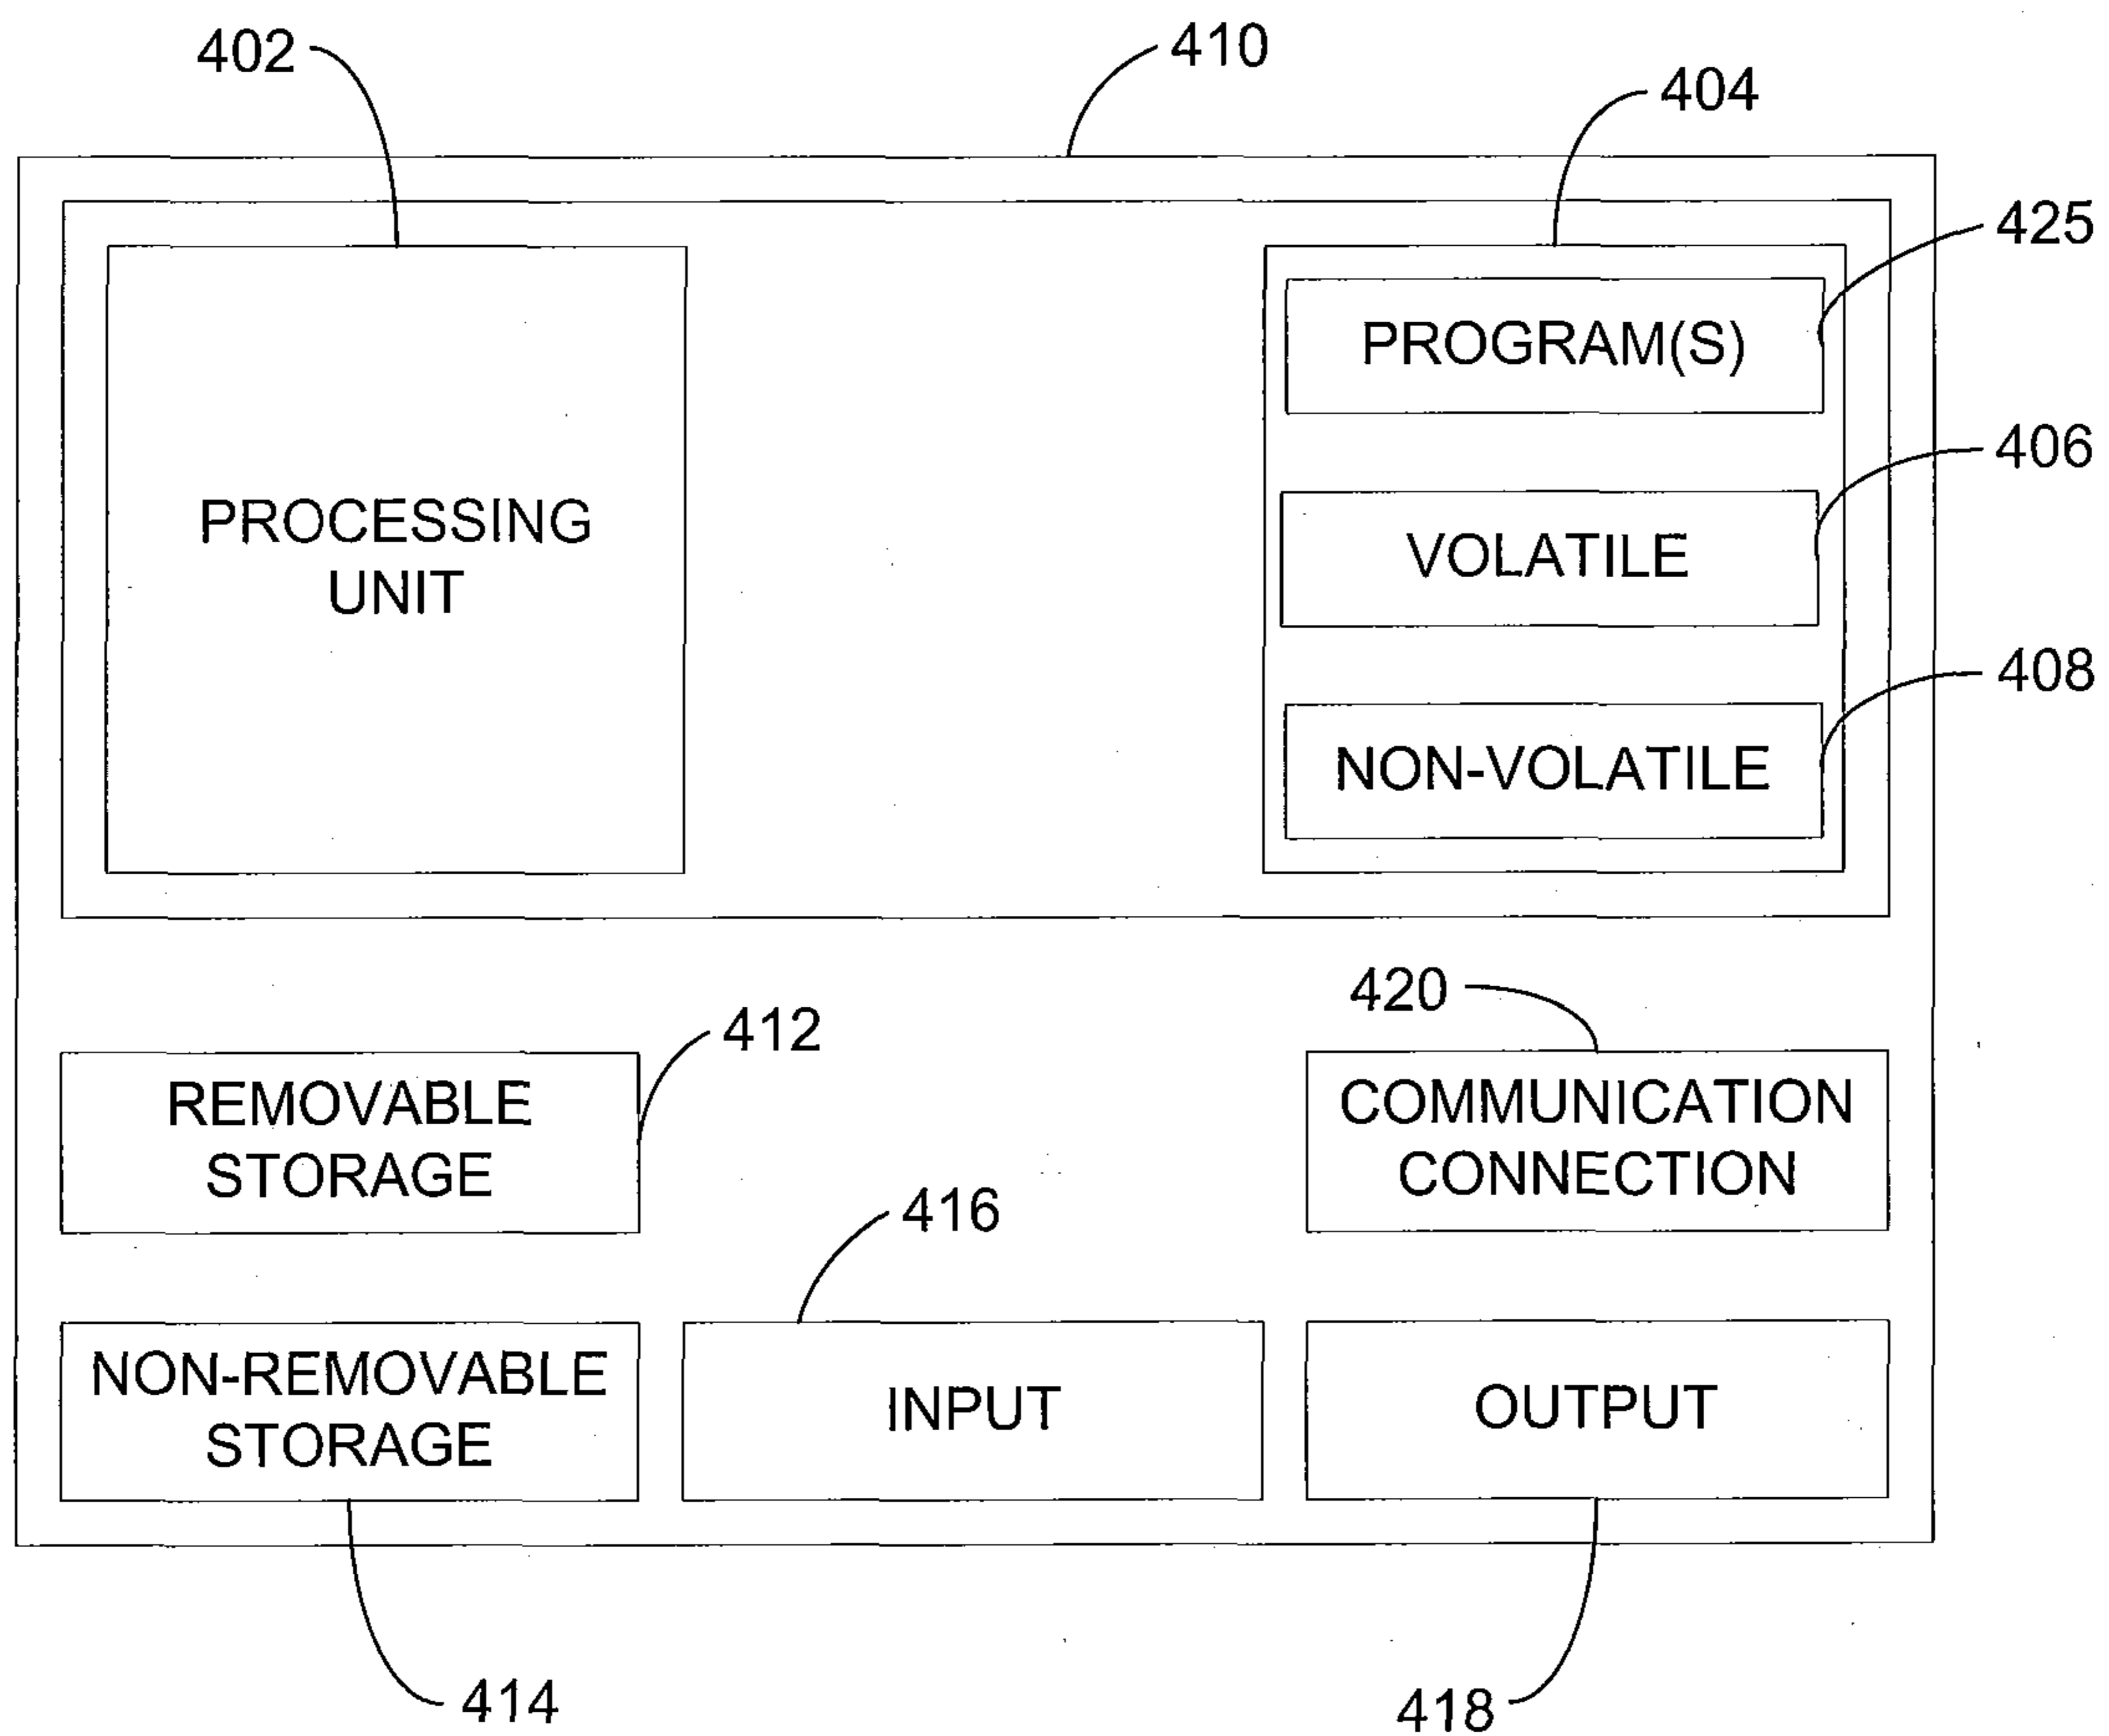 402
410
404
425
PROGRAM(S)
406
PROCESSING
UNIT
VOLATILE
408
NON-VOLATILE
412
420
REMOVABLE
STORAGE
COMMUNICATION
CONNECTION
416
NON-REMOVABLE
STORAGE
INPUT
OUTPUT
414
418